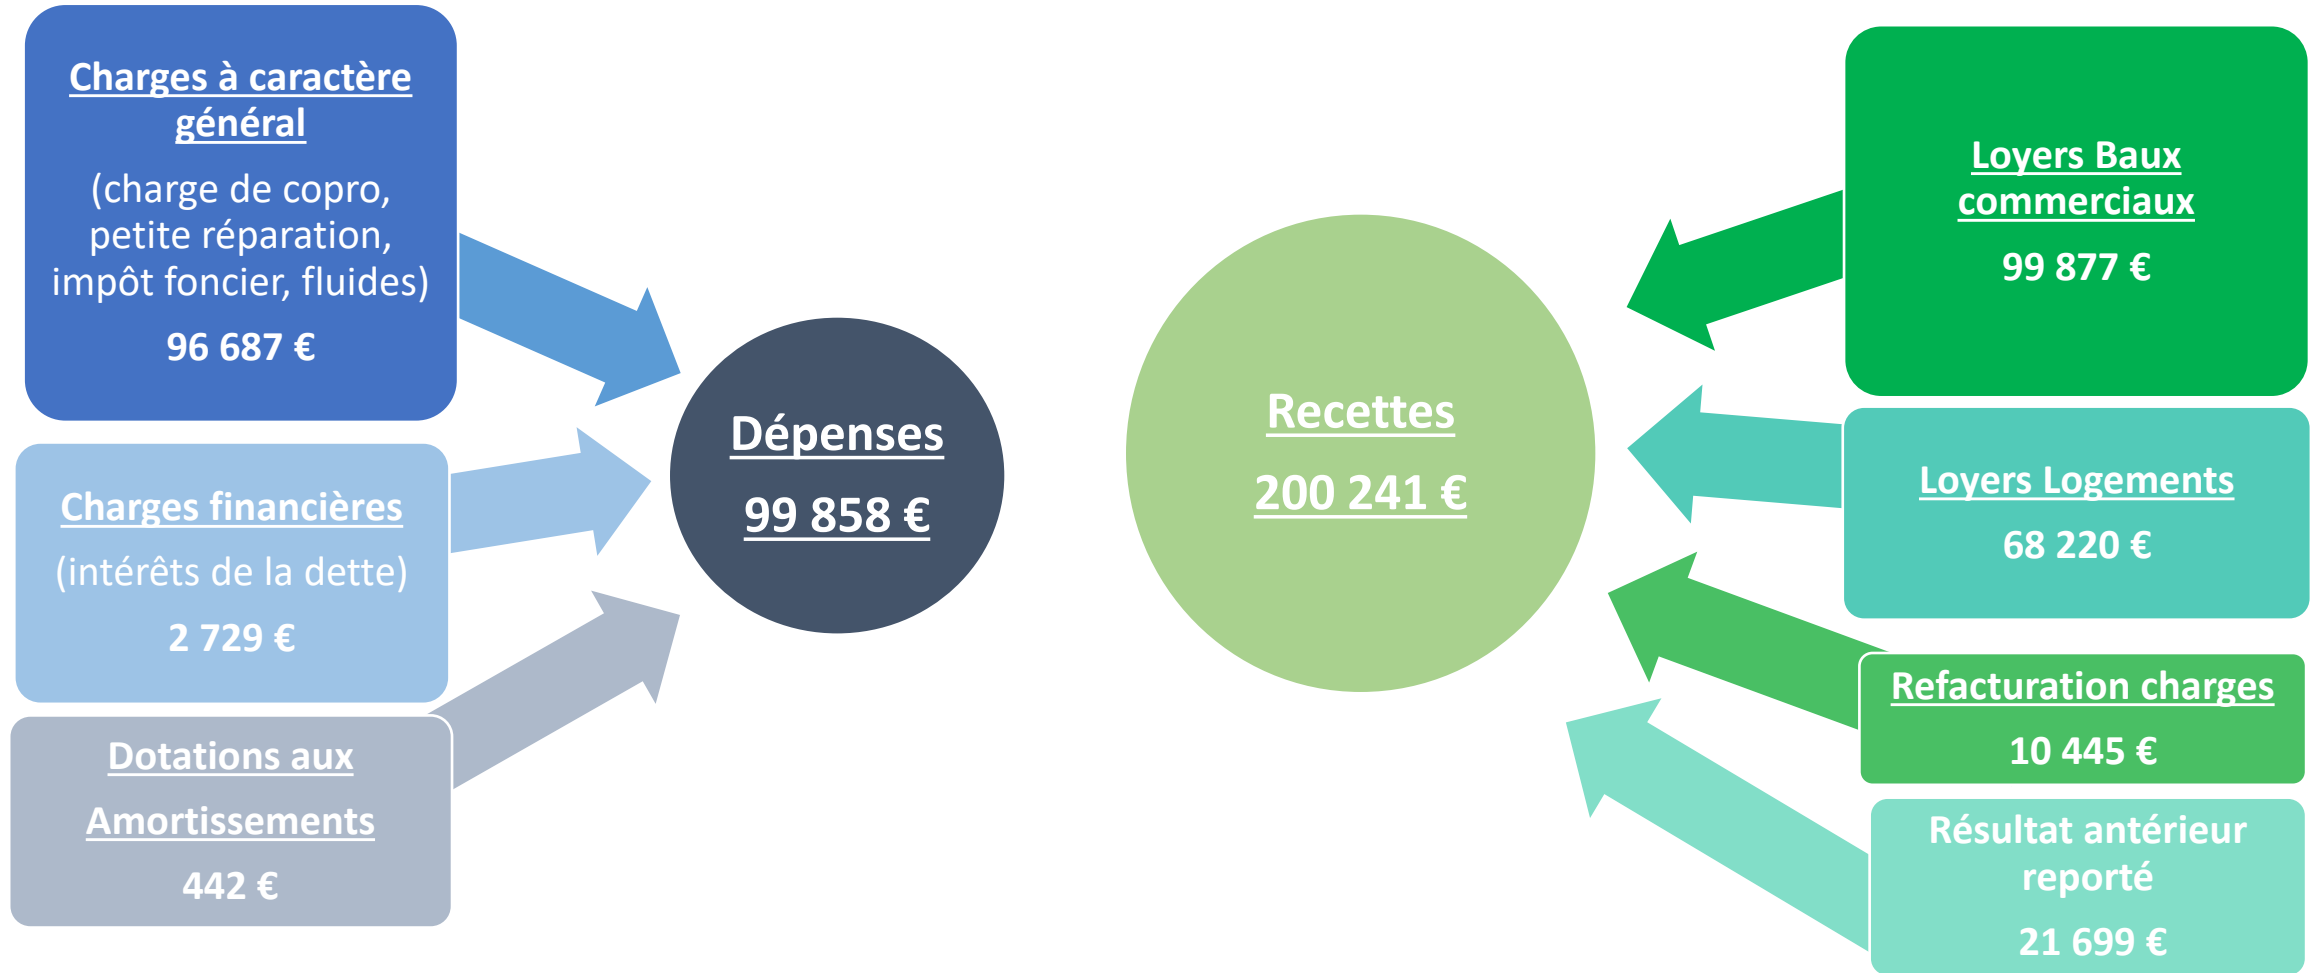 Charges à caractère
général
(charge de copro,
petite réparation,
impôt foncier, fluides)
96 687 €
Charges financières
(intérêts de la dette)
2 729 €
Dotations aux
Amortissements
442 €
Dépenses
99 858 €
Recettes
200 241 €
Loyers Baux
commerciaux
99 877 €
Loyers Logements
68 220 €
Refacturation charges
10 445 €
Résultat antérieur
reporté
21 699 €